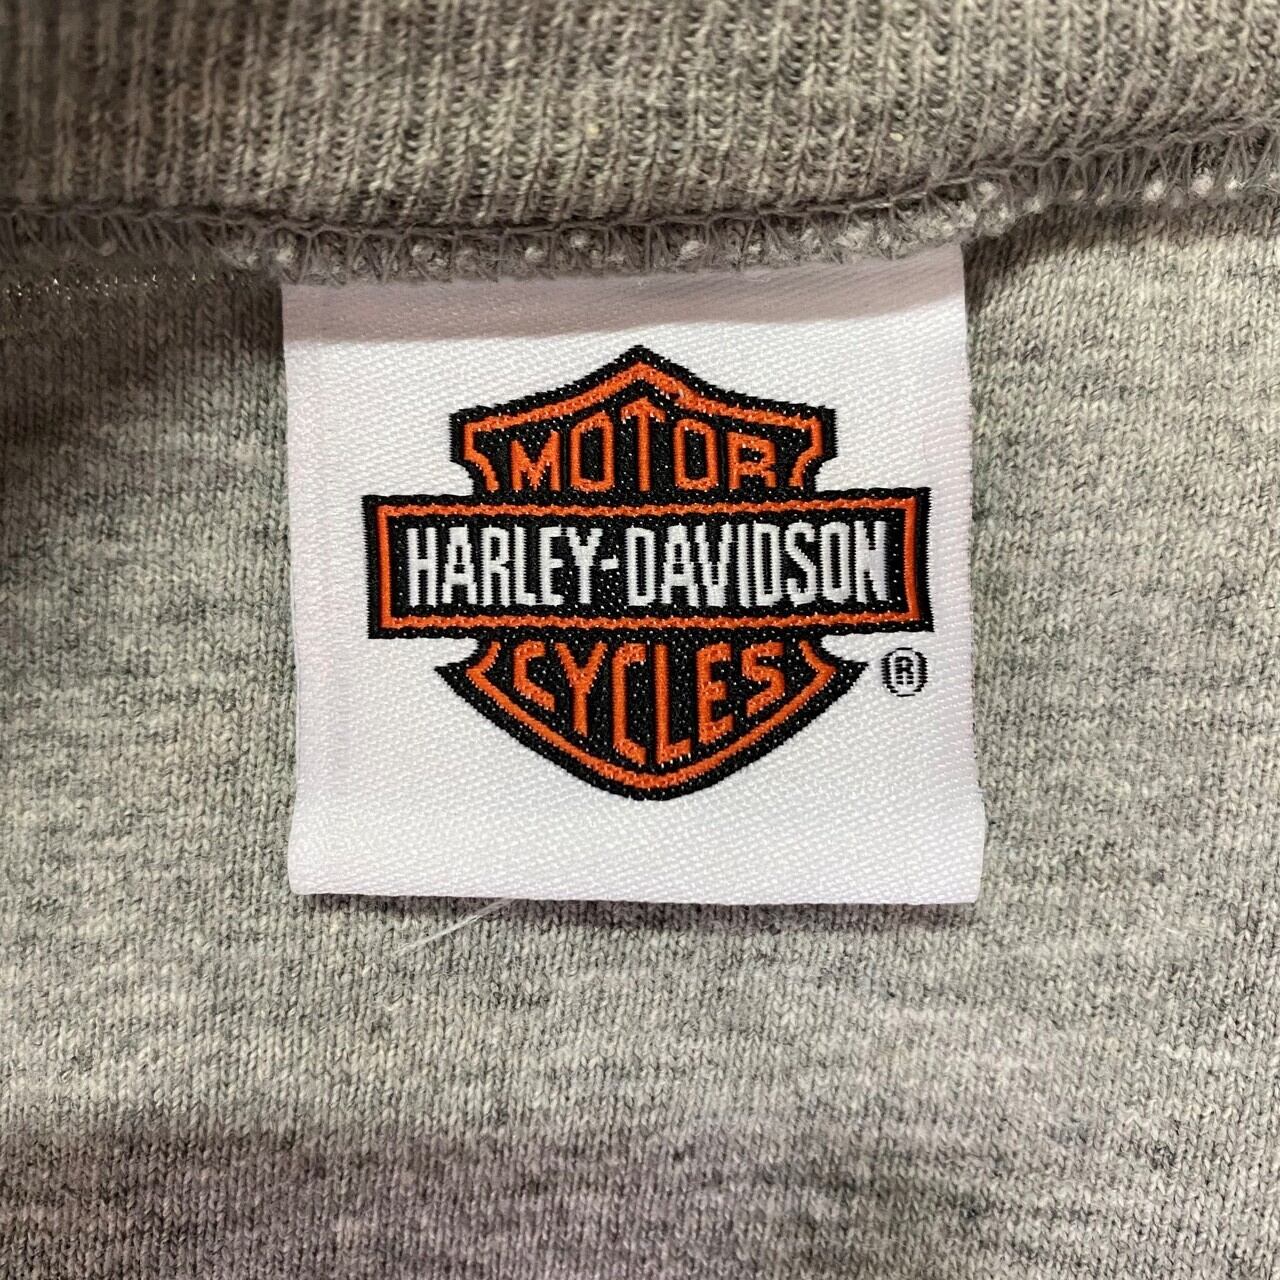 MOTOR
HARLEY-DAVIDSON
CYCLES
®